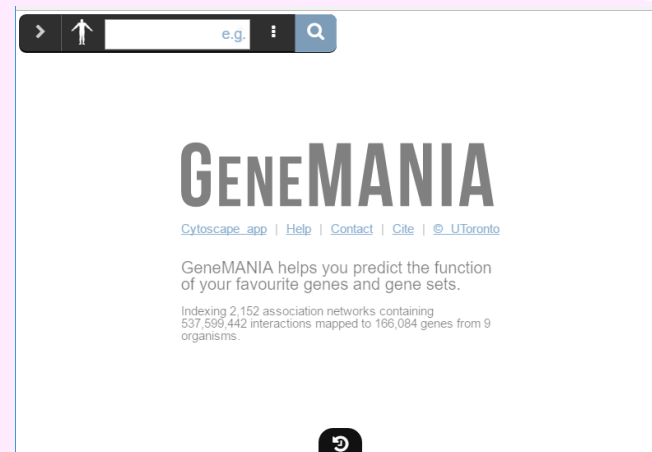 e.g.
GENEMANIA
Cytoscape app | Help | Contact | Cite | © UToronto
GeneMANIA helps you predict the function
of your favourite genes and gene sets.
Indexing 2,152 association networks containing
537,599,442 interactions mapped to 166,084 genes from 9
organisms.